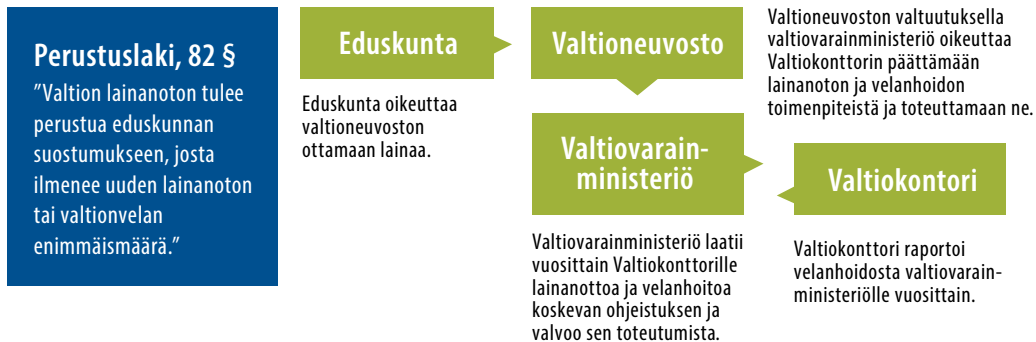 Perustuslaki, 82 §
”Valtion lainanoton tulee
perustua eduskunnan
suostumukseen, josta
ilmenee uuden lainanoton
tai valtionvelan
enimmäismäärä.”
Eduskunta
Eduskunta oikeuttaa
valtioneuvoston
ottamaan lainaa.
Valtioneuvosto
Valtioneuvoston valtuutuksella
valtiovarainministeriö oikeuttaa
Valtiokonttorin päättämään
lainanoton ja velanhoidon
toimenpiteistä ja toteuttamaan ne.
Valtiovarain-
ministeriö
Valtiovarainministeriö laatii
vuosittain Valtiokonttorille
lainanottoa ja velanhoitoa
koskevan ohjeistuksen ja
valvoo sen toteutumista.
Valtiokontori
Valtiokonttori raportoi
velanhoidosta valtiovarain-
ministeriölle vuosittain.